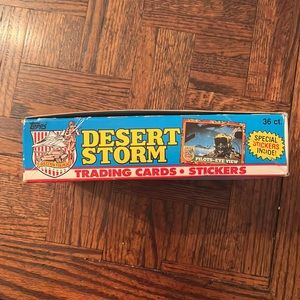 TOPPS
DESERT
STORM
TRADING CARDS • STICKERS
PILOTS-EYE VIEW
36 ct.
SPECIAL
STICKERS
INSIDE!